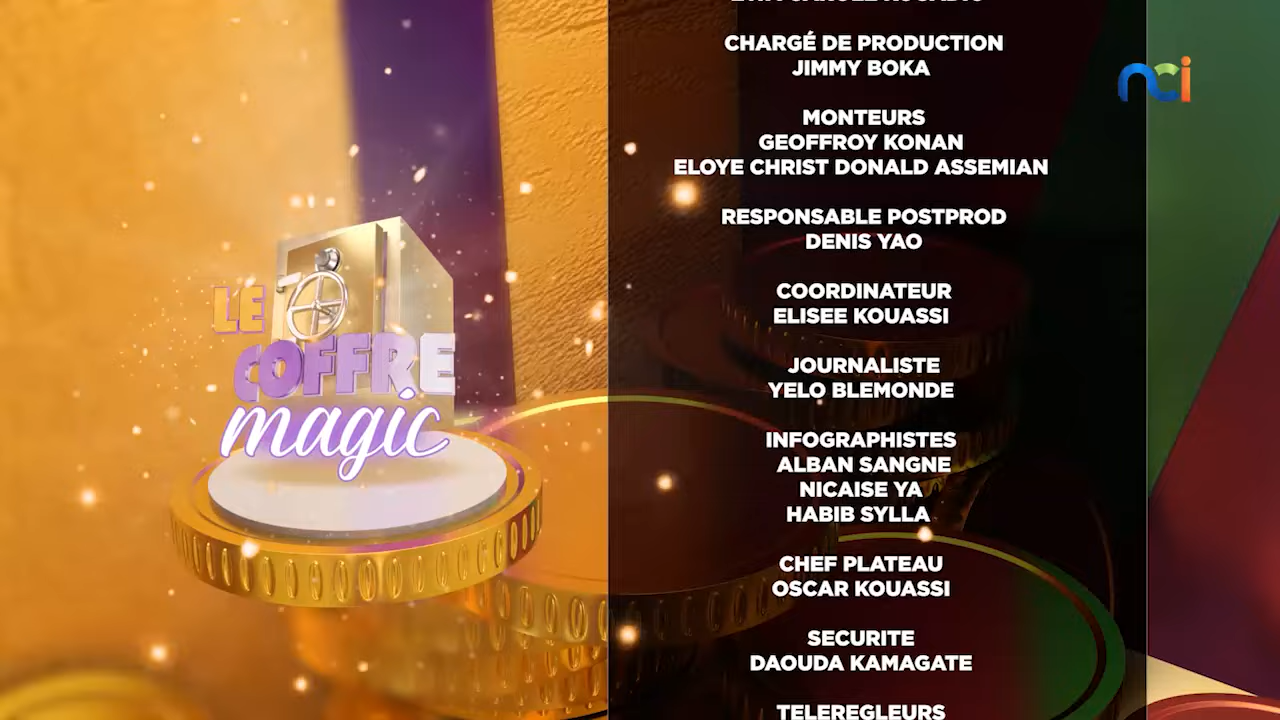 LE
COFFRE
magic
CHARGÉ DE PRODUCTION
JIMMY BOKA
MONTEURS
GEOFFROY KONAN
ELOYE CHRIST DONALD ASSEMIAN
RESPONSABLE POSTPROD
DENIS YAO
COORDINATEUR
ELISEE KOUASSI
JOURNALISTE
YELO BLEMONDE
INFOGRAPHISTES
ALBAN SANGNE
NICAISE YA
HABIB SYLLA
CHEF PLATEAU
OSCAR KOUASSI
SECURITE
DAOUDA KAMAGATE
TELEREGLEURS
nci